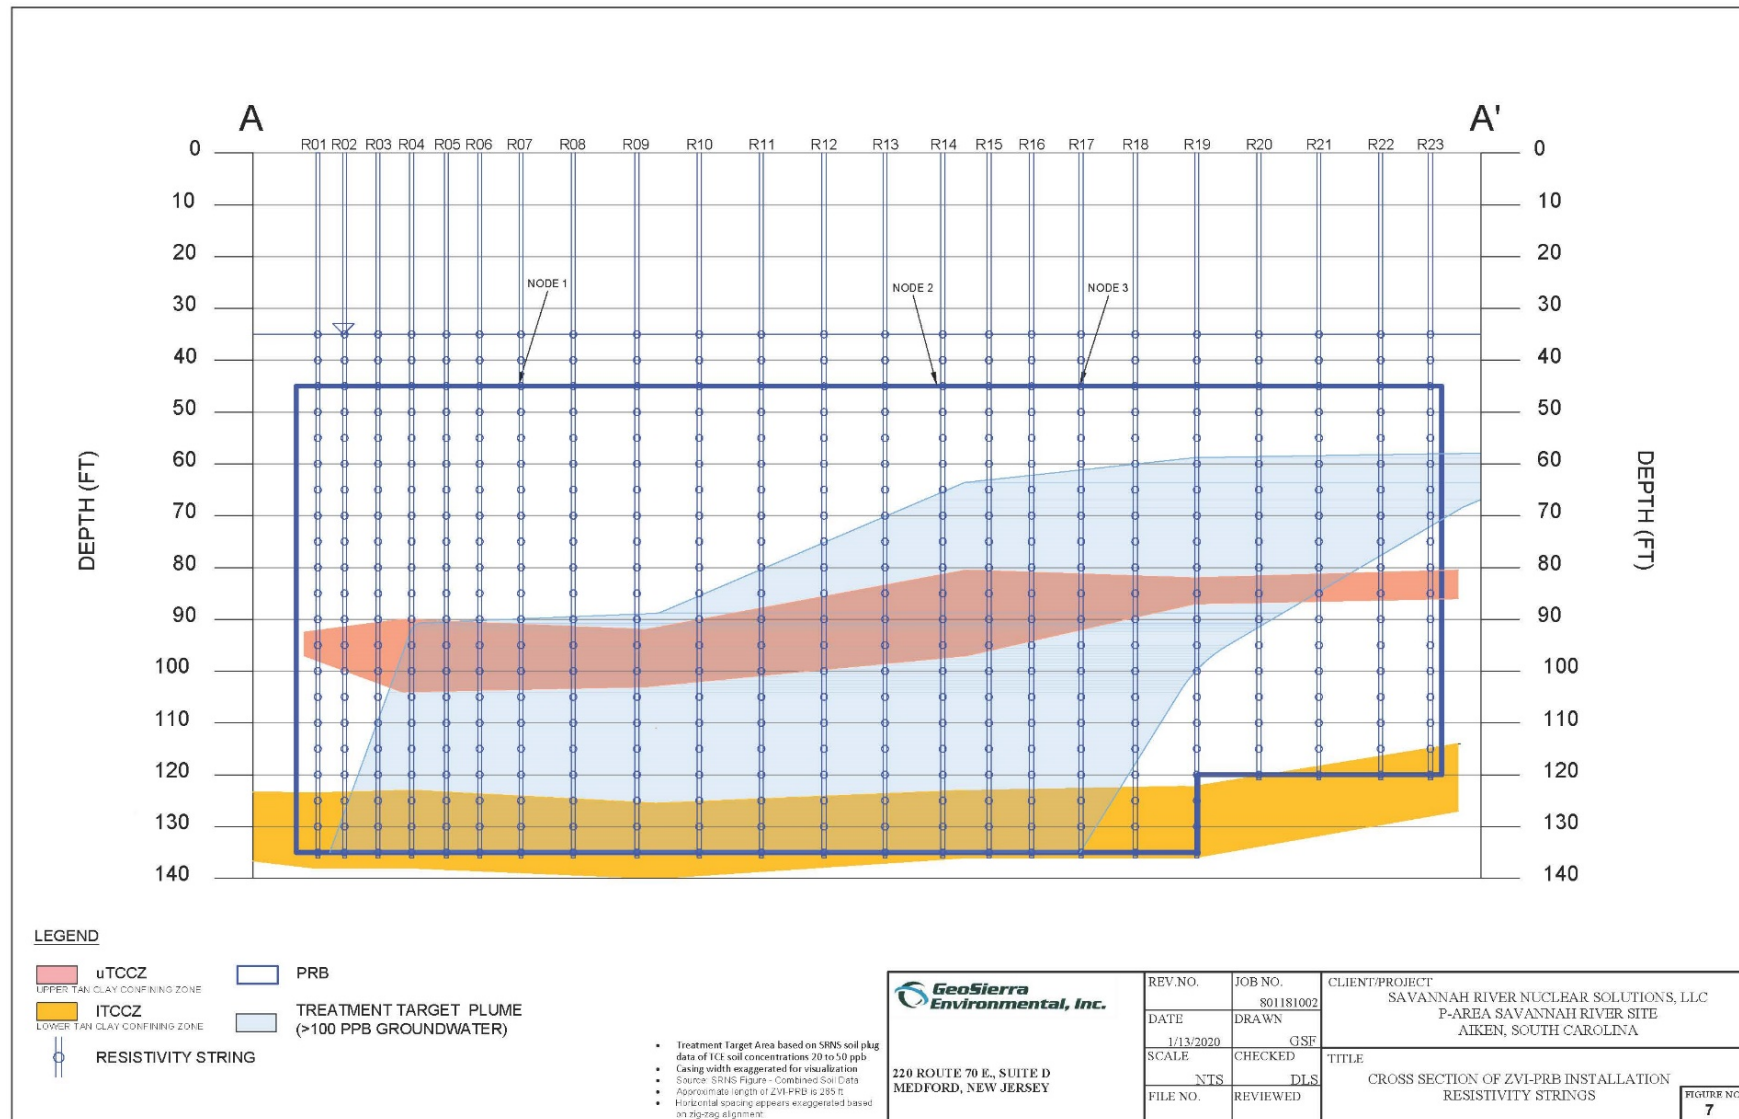 A A'
R01 R02 R03 R04 R05 R06 R07 R08 R09 R10 R11 R12 R13 R14 R15 R16 R17 R18 R19 R20 R21 R22 R23
0 0
10 10
20 20
NODE 1 NODE 2 NODE 3
30 30
40 40
50 50
60 60
DEPTH (FT) DEPTH (FT)
70 70
80 80
90 90
100 100
110 110
120 120
130 130
140 140
LEGEND
uTCCZ
UPPER TAN CLAY CONFINING ZONE
lTCCZ
LOWER TAN CLAY CONFINING ZONE
RESISTIVITY STRING
PRB
TREATMENT TARGET PLUME
(>100 PPB GROUNDWATER)
• Treatment Target Area based on SRNS soil plug
data of TCE soil concentrations 20 to 50 ppb
• Casing width exaggerated for visualization
• Source: SRNS Figure - Combined Soil Data
• Approximate length of ZVI-PRB is 285 ft
• Horizontal spacing appears exaggerated based
on zig-zag alignment
GeoSierra
Environmental, Inc.
220 ROUTE 70 E., SUITE D
MEDFORD, NEW JERSEY
REV.NO.
JOB NO.
801181002
DATE
1/13/2020
DRAWN
GSF
SCALE
NTS
CHECKED
DLS
FILE NO.
REVIEWED
CLIENT/PROJECT
SAVANNAH RIVER NUCLEAR SOLUTIONS, LLC
P-AREA SAVANNAH RIVER SITE
AIKEN, SOUTH CAROLINA
TITLE
CROSS SECTION OF ZVI-PRB INSTALLATION
RESISTIVITY STRINGS
FIGURE NO
7